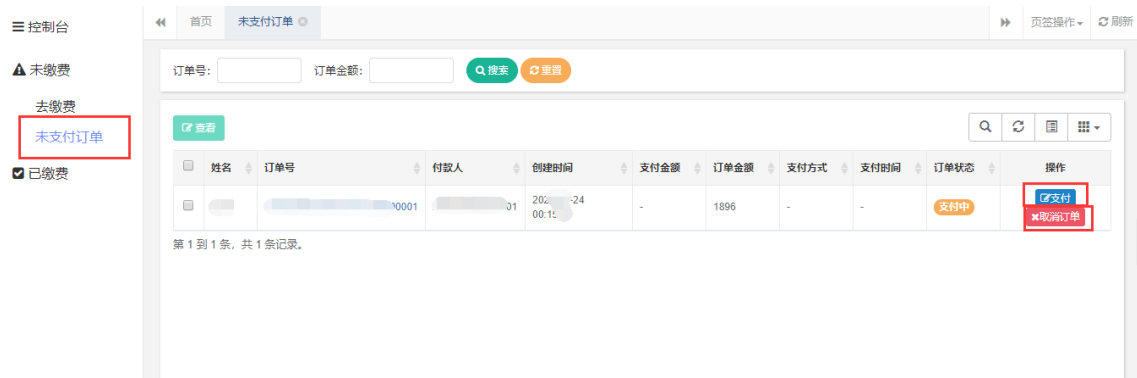 控制台
首页
未支付订单
页签操作
刷新
未缴费
去缴费
未支付订单
已缴费
订单号:
订单金额:
搜索
重置
查看
姓名 订单号 付款人 创建时间 支付金额 订单金额 支付方式 支付时间 订单状态 操作
0001 01 202 -24 - 1896 - - 支付中 支付
00:15 取消订单
第 1 到 1 条，共 1 条记录。